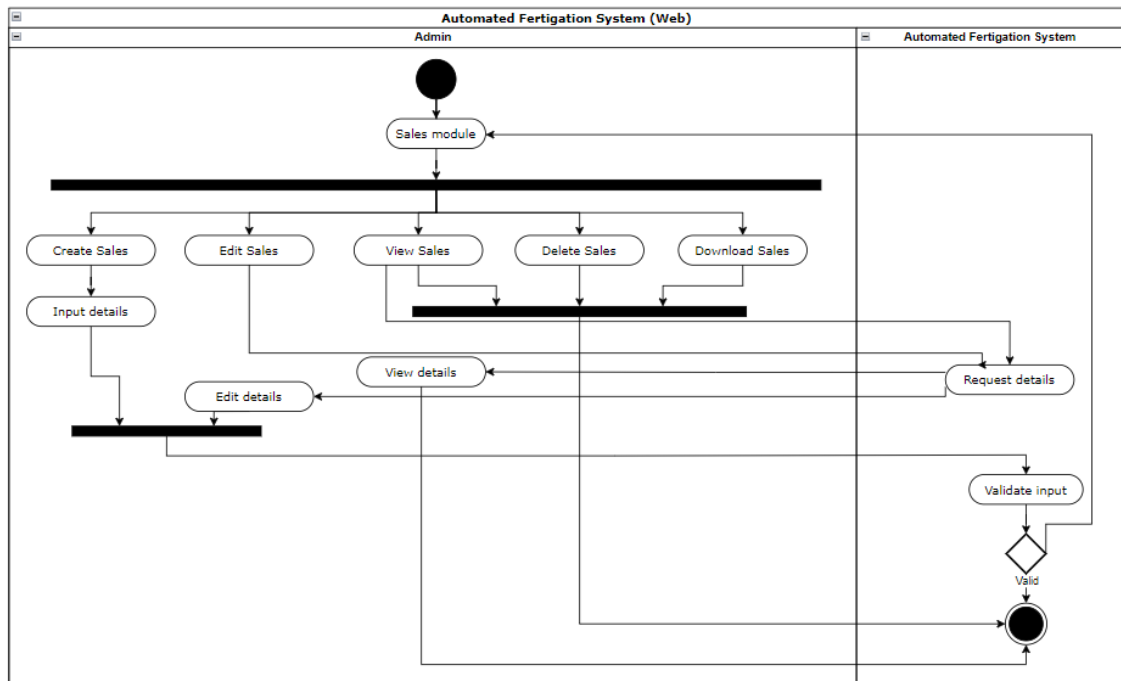 Automated Fertigation System (Web)
Admin
Automated Fertigation System
Sales module
Create Sales
Edit Sales
View Sales
Delete Sales
Download Sales
Input details
View details
Request details
Edit details
Validate input
Valid